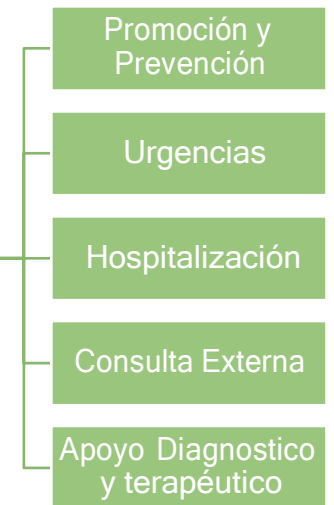 Promoción y
Prevención
Urgencias
Hospitalización
Consulta Externa
Apoyo Diagnostico
y terapéutico